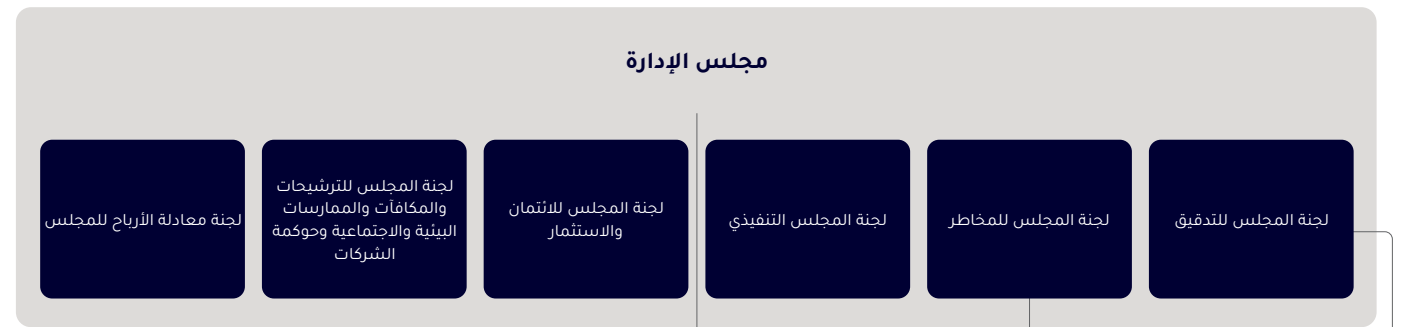 مجلس الإدارة
لجنة المجلس للتدقيق
لجنة المجلس للمخاطر
لجنة المجلس التنفيذي
لجنة المجلس للائتمان
والاستثمار
لجنة المجلس للترشيحات
والمكافآت والممارسات
البيئية والاجتماعية وحوكمة
الشركات
لجنة معادلة الأرباح للمجلس